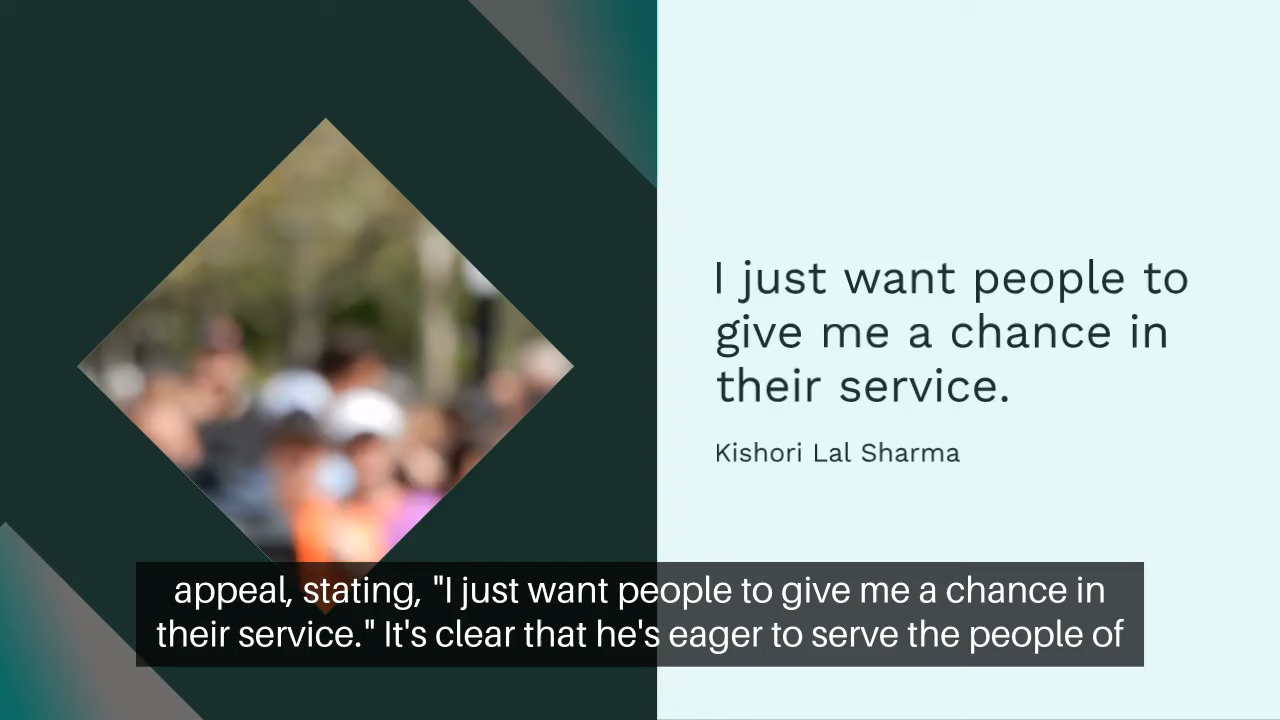 I just want people to
give me a chance in
their service.
Kishori Lal Sharma
appeal, stating, "I just want people to give me a chance in
their service." It's clear that he's eager to serve the people of